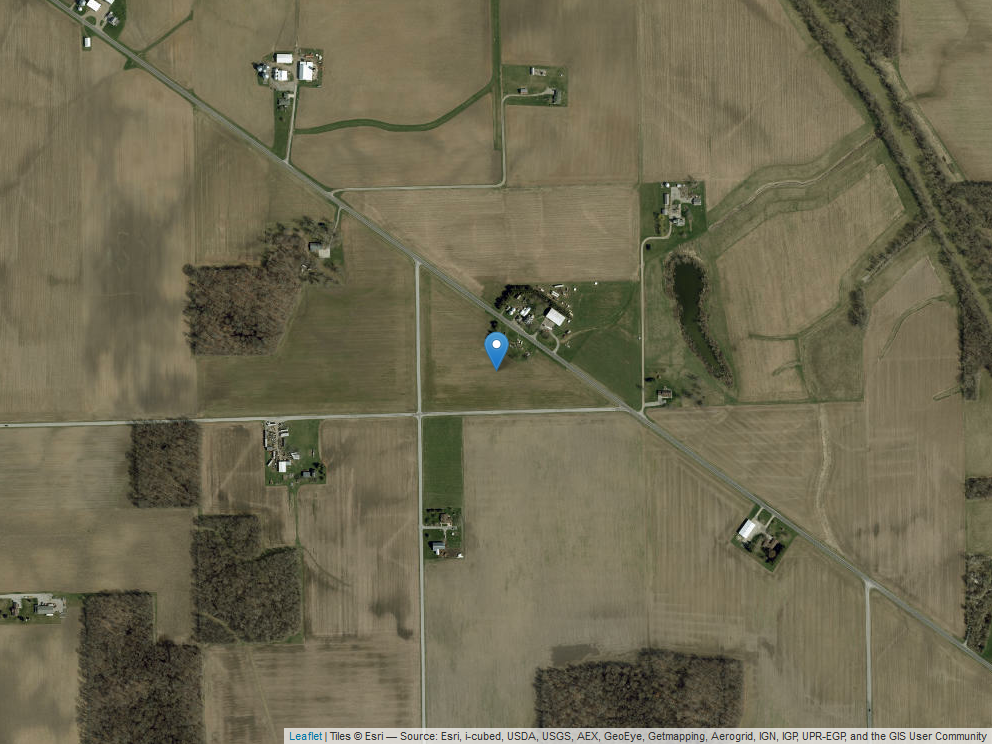 Leaflet | Tiles © Esri — Source: Esri, i-cubed, USDA, USGS, AEX, GeoEye, Getmapping, Aerogrid, IGN, IGP, UPR-EGP, and the GIS User Community